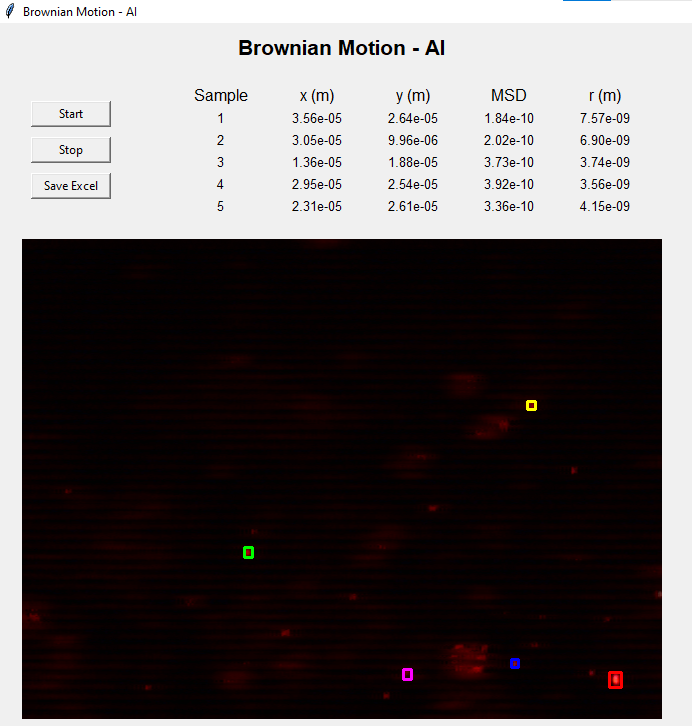 Brownian Motion - AI
Brownian Motion - AI
Start
Stop
Save Excel
Sample x (m) y (m) MSD r (m)
1 3.56e-05 2.64e-05 1.84e-10 7.57e-09
2 3.05e-05 9.96e-06 2.02e-10 6.90e-09
3 1.36e-05 1.88e-05 3.73e-10 3.74e-09
4 2.95e-05 2.54e-05 3.92e-10 3.56e-09
5 2.31e-05 2.61e-05 3.36e-10 4.15e-09